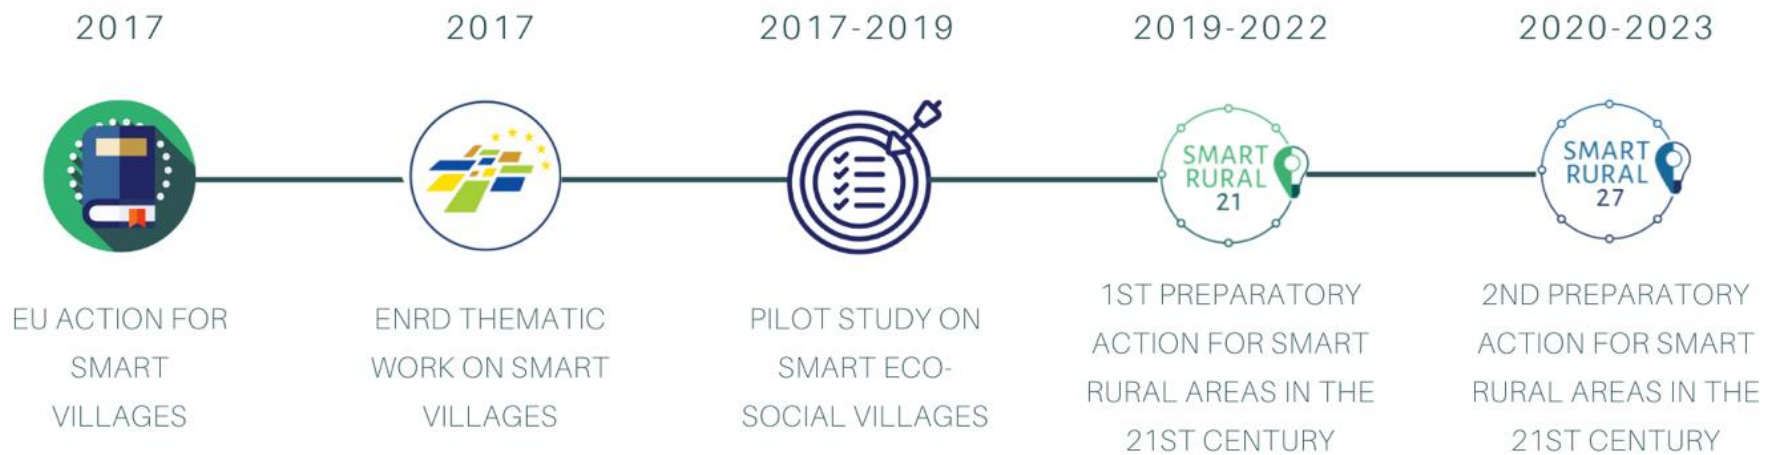 2017
2017
2017-2019
2019-2022
2020-2023
SMART
RURAL
21
SMART
RURAL
27
EU ACTION FOR
SMART
VILLAGES
ENRD THEMATIC
WORK ON SMART
VILLAGES
PILOT STUDY ON
SMART ECO-
SOCIAL VILLAGES
1ST PREPARATORY
ACTION FOR SMART
RURAL AREAS IN THE
21ST CENTURY
2ND PREPARATORY
ACTION FOR SMART
RURAL AREAS IN THE
21ST CENTURY